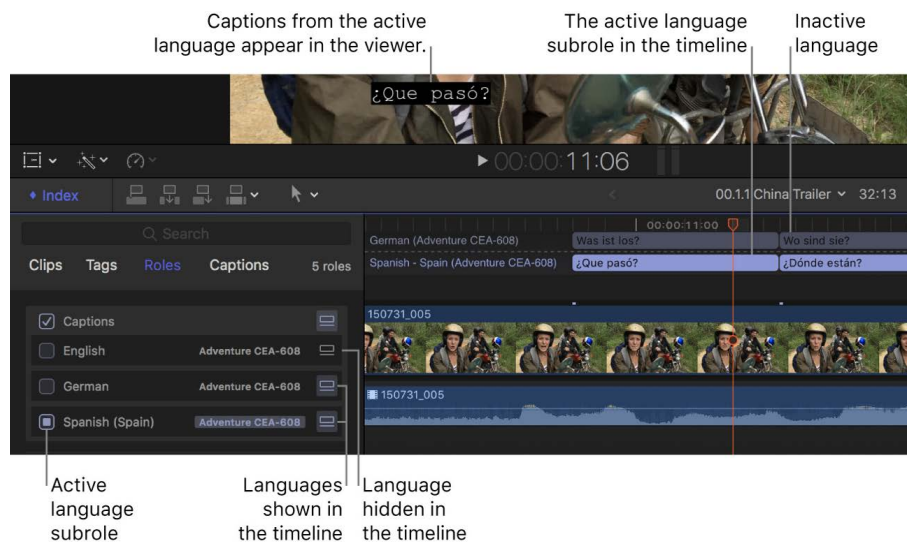 Captions from the active
language appear in the viewer.
The active language
subrole in the timeline
Inactive
language
¿Que pasó?
00:00:11:06
Index
00.1.1 China Trailer
32:13
Search
00:00:11:00
German (Adventure CEA-608)
Was ist los?
Wo sind sie?
Clips Tags Roles Captions 5 roles
Spanish - Spain (Adventure CEA-608)
¿Que pasó?
¿Dónde están?
Captions
150731_005
English Adventure CEA-608
German Adventure CEA-608
150731_005
Spanish (Spain) Adventure CEA-608
Active
language
subrole
Languages
shown in
the timeline
Language
hidden in
the timeline